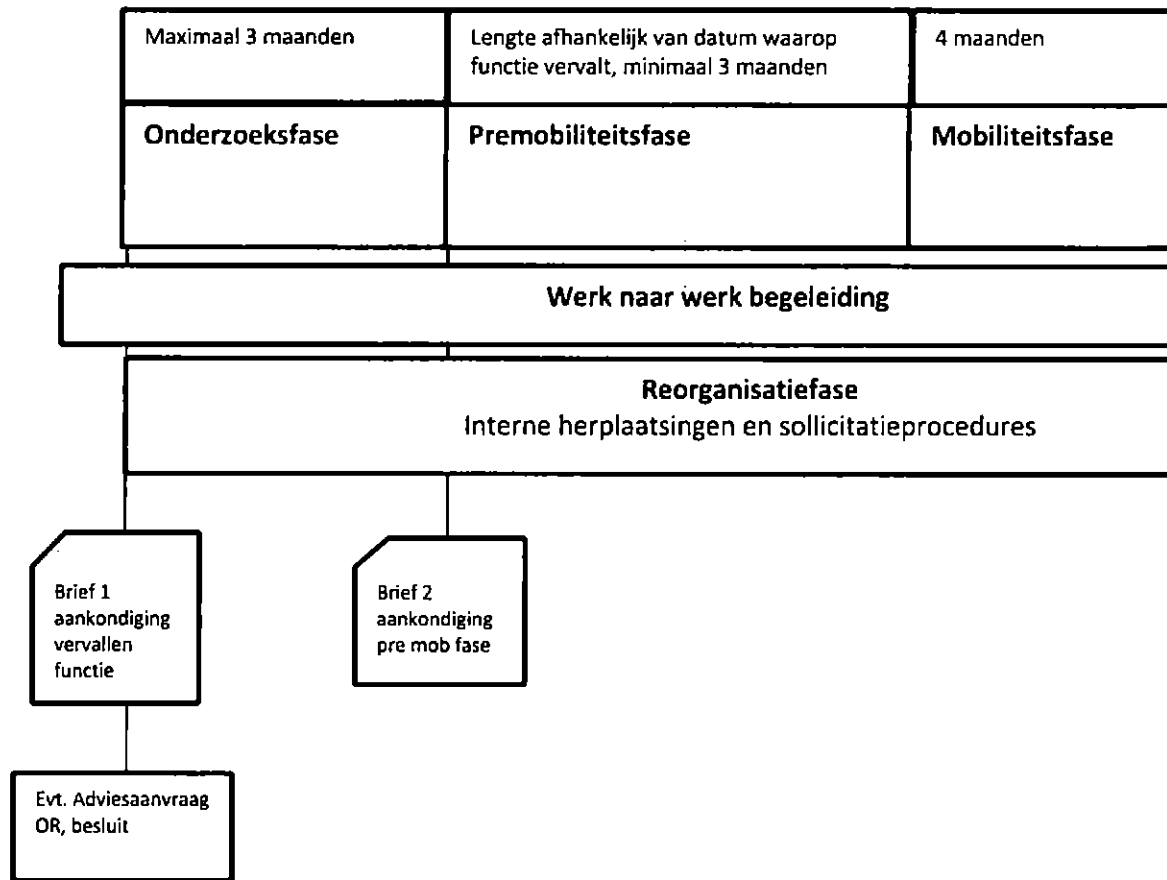 Maximaal 3 maanden
Lengte afhankelijk van datum waarop
functie vervalt, minimaal 3 maanden
4 maanden
Onderzoeksfase
Premobiliteitsfase
Mobiliteitsfase
Werk naar werk begeleiding
Reorganisatiefase
Interne herplaatsingen en sollicitatieprocedures
Brief 1
aankondiging
vervallen
functie
Brief 2
aankondiging
pre mob fase
Evt. Adviesaanvraag
OR, besluit